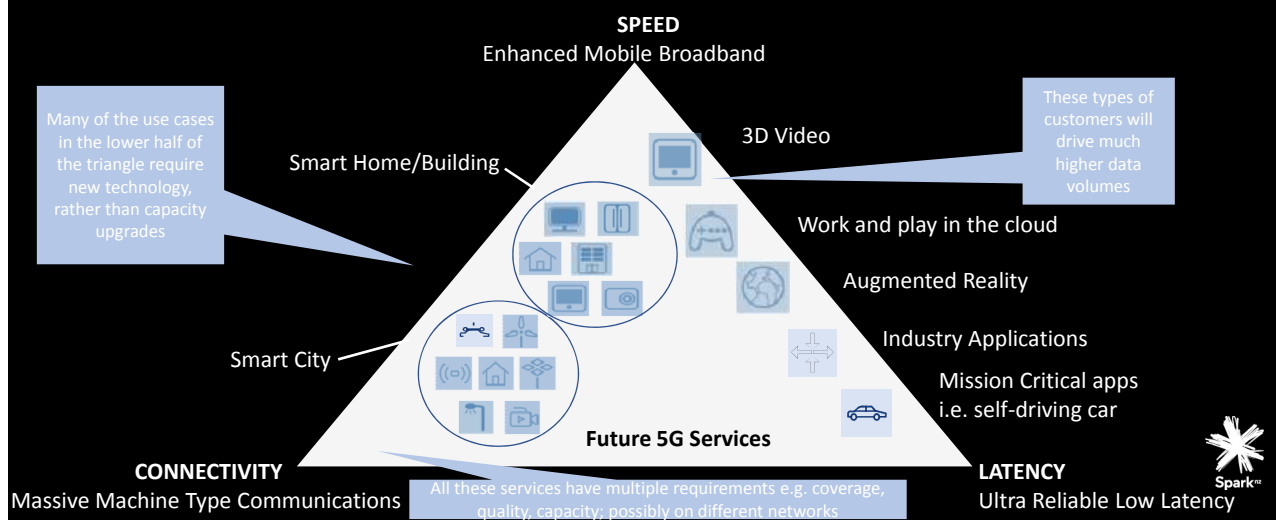 SPEED
Enhanced Mobile Broadband
Many of the use cases
in the lower half of
the triangle require
new technology,
rather than capacity
upgrades
These types of
customers will
drive much
higher data
volumes
3D Video
Smart Home/Building
Work and play in the cloud
Augmented Reality
Industry Applications
Smart City
Mission Critical apps
i.e. self-driving car
Future 5G Services
CONNECTIVITY
Massive Machine Type Communications
LATENCY
Ultra Reliable Low Latency
All these services have multiple requirements e.g. coverage,
quality, capacity; possibly on different networks
Spark nz